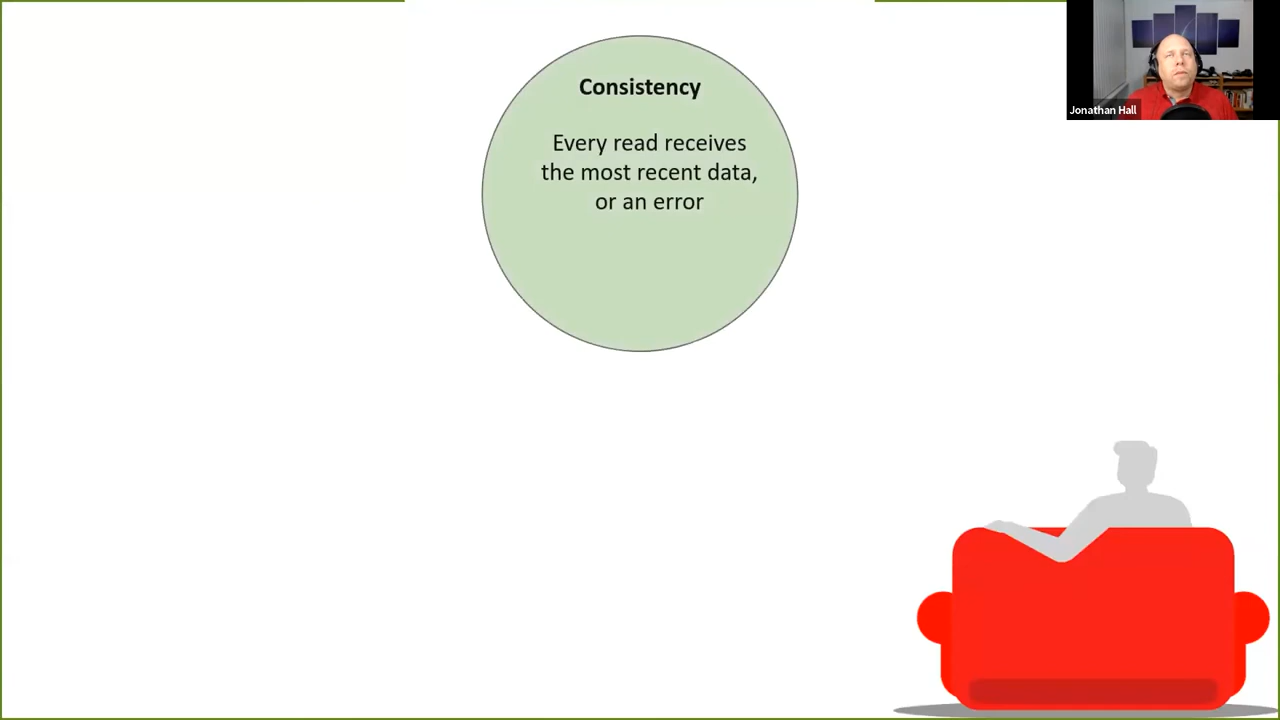 Consistency
Every read receives
the most recent data,
or an error
Jonathan Hall